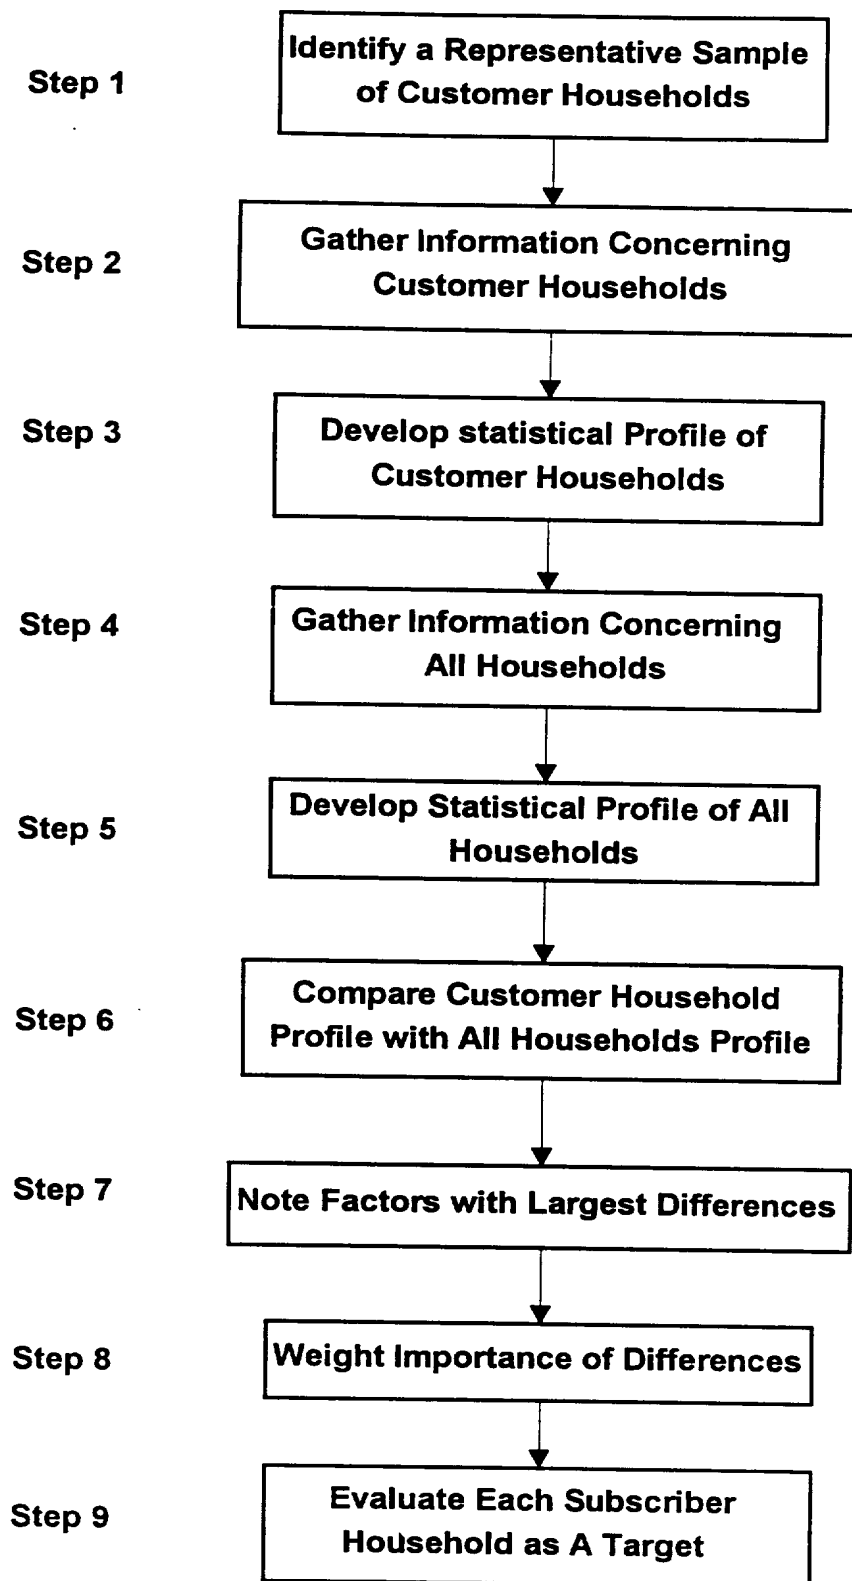 Step 1
Identify a Representative Sample
of Customer Households
Step 2
Gather Information Concerning
Customer Households
Step 3
Develop statistical Profile of
Customer Households
Step 4
Gather Information Concerning
All Households
Step 5
Develop Statistical Profile of All
Households
Step 6
Compare Customer Household
Profile with All Households Profile
Step 7
Note Factors with Largest Differences
Step 8
Weight Importance of Differences
Step 9
Evaluate Each Subscriber
Household as A Target